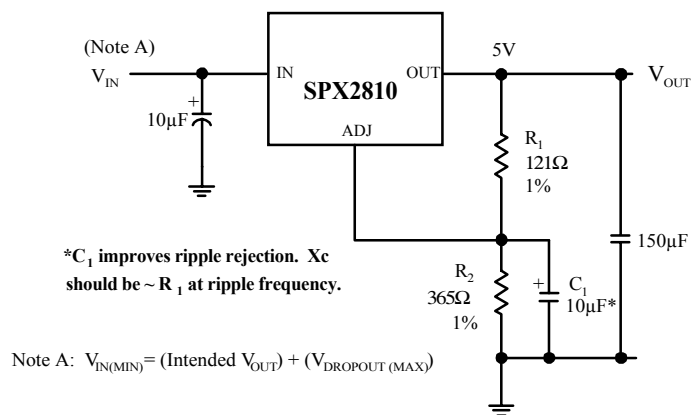 (Note A)
V_IN
10μF
+
IN
OUT
SPX2810
ADJ
5V
V_OUT
R_1
121Ω
1%
*C_1 improves ripple rejection. Xc
should be ~ R_1 at ripple frequency.
R_2
365Ω
1%
+
C_1
10μF*
150μF
Note A: V_IN(MIN)= (Intended V_OUT) + (V_DROPOUT (MAX))